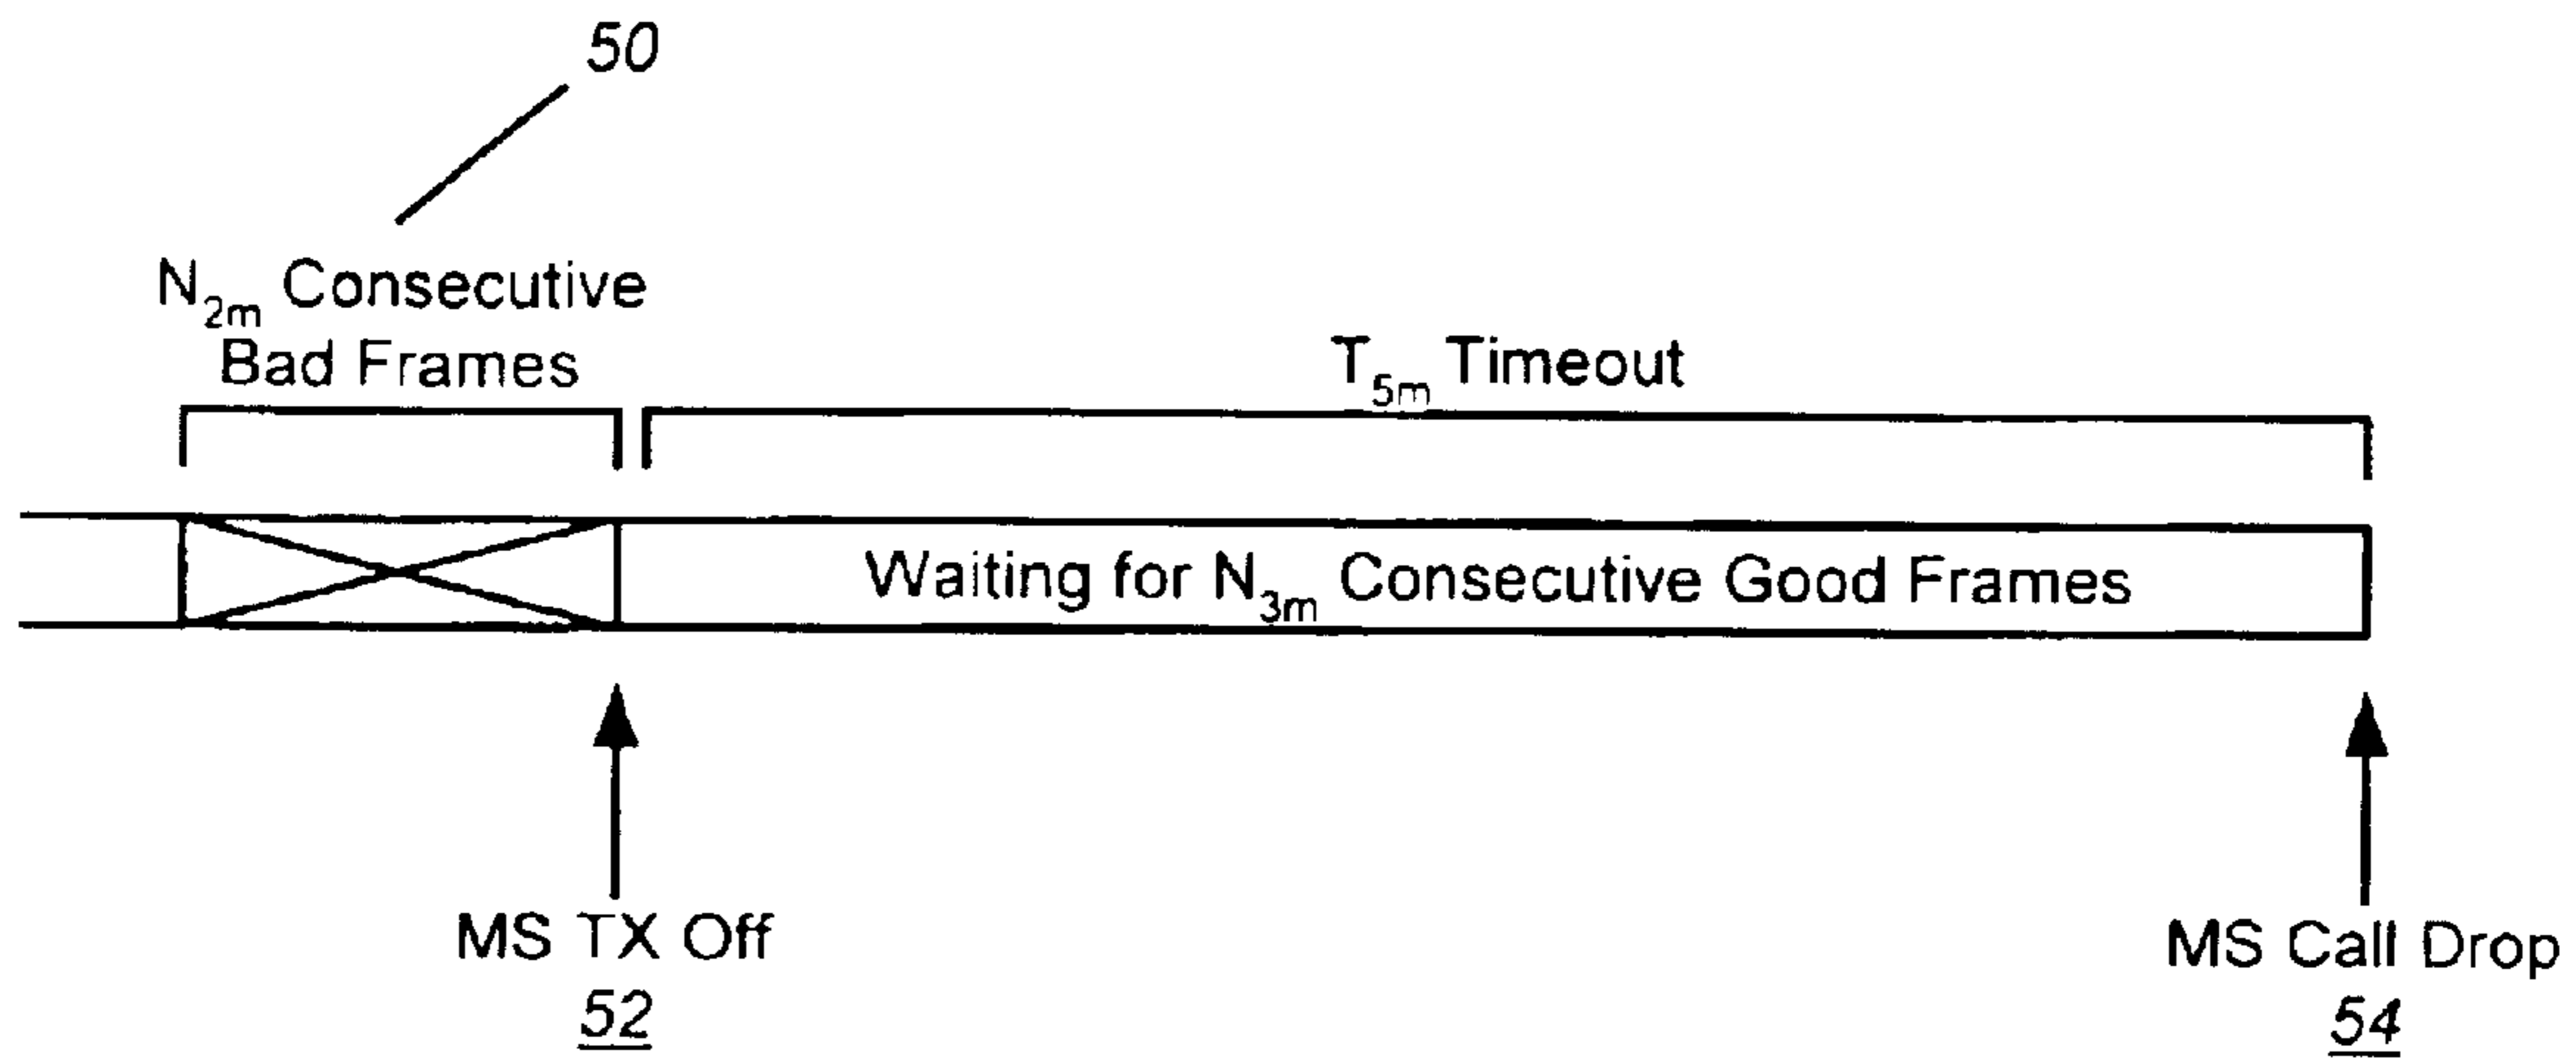 50
N2m Consecutive
Bad Frames
T5m Timeout
Waiting for N3m Consecutive Good Frames
MS TX Off
52
MS Call Drop
54